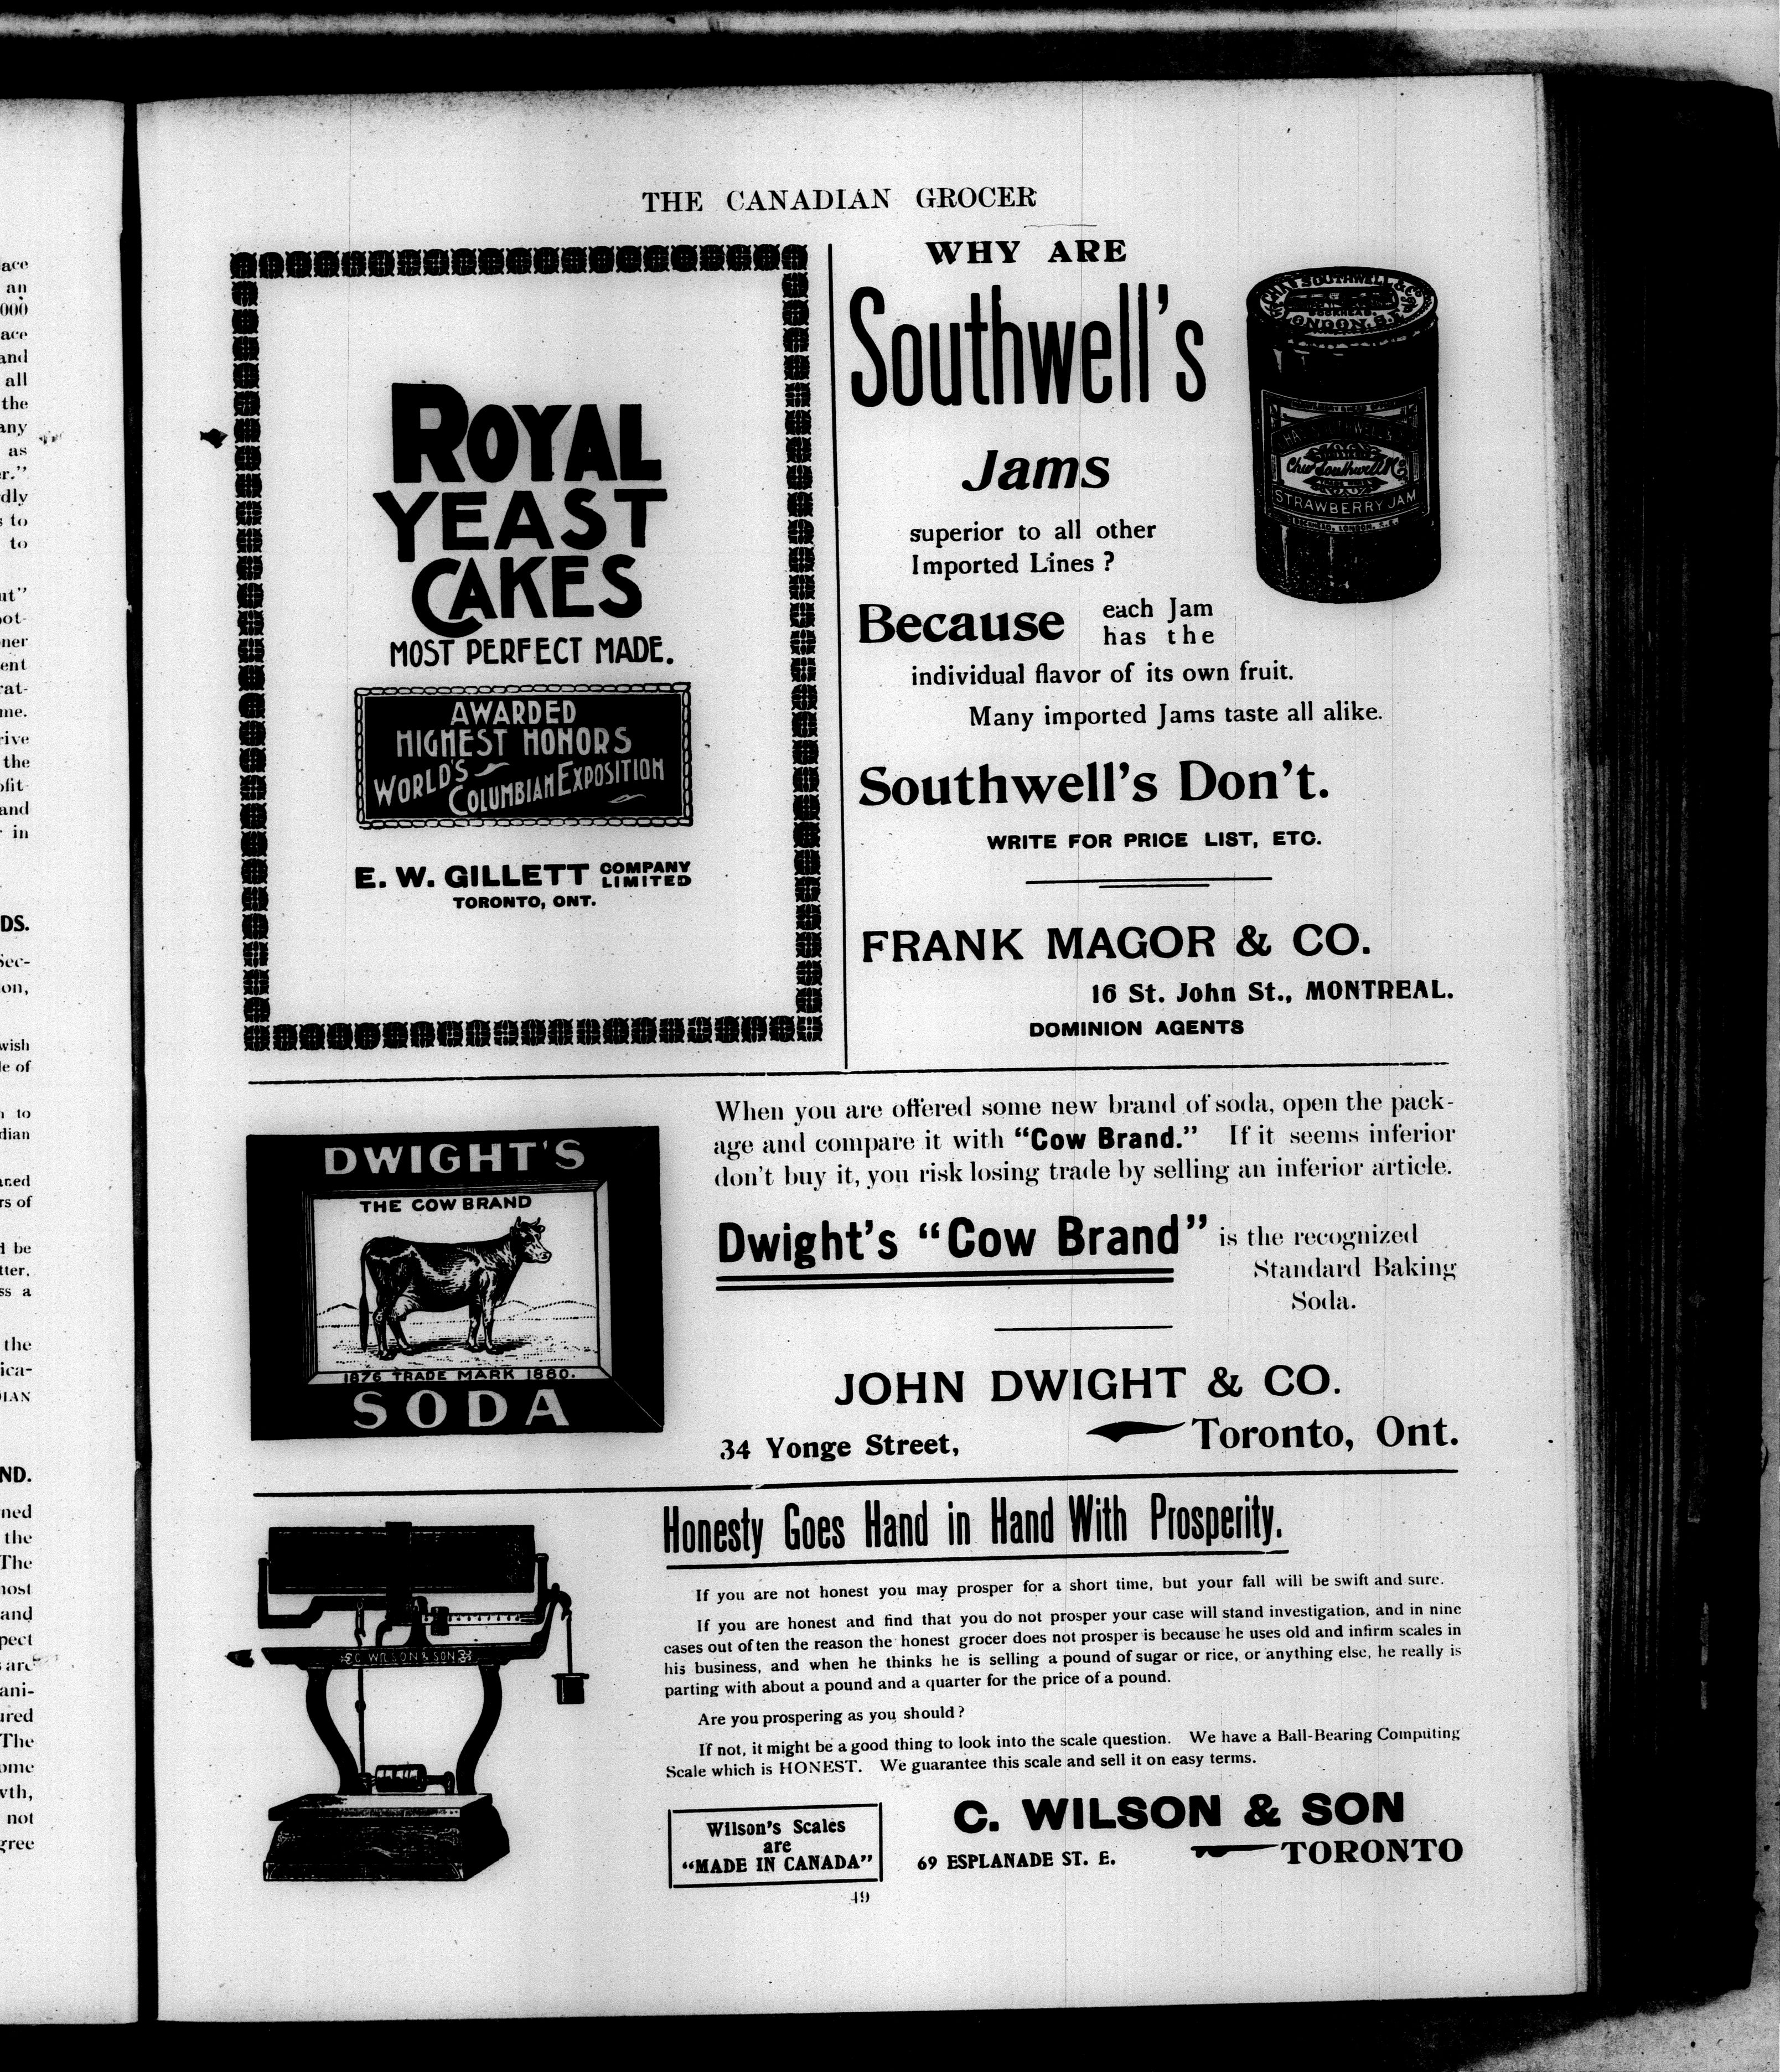 THE CANADIAN GROCER
ROYAL
YEAST
CAKES
MOST PERFECT MADE.
AWARDED
HIGHEST HONORS
WORLD'S
COLUMBIAN EXPOSITION
E. W. GILLETT COMPANY LIMITED
TORONTO, ONT.
WHY ARE
Southwell's
Jams
superior to all other
Imported Lines ?
Because each Jam
has the
individual flavor of its own fruit.
Many imported Jams taste all alike.
Southwell's Don't.
WRITE FOR PRICE LIST, ETC.
FRANK MAGOR & CO.
16 St. John St., MONTREAL.
DOMINION AGENTS
CHAS SOUTHWELL & Co
LONDON, S.E.
Chas Southwell & Co
STRAWBERRY JAM
DOCKHEAD, LONDON, S.E.
DWIGHT'S
THE COW BRAND
1876 TRADE MARK 1880.
SODA
When you are offered some new brand of soda, open the pack-
age and compare it with "Cow Brand." If it seems inferior
don't buy it, you risk losing trade by selling an inferior article.
Dwight's "Cow Brand" is the recognized
Standard Baking
Soda.
JOHN DWIGHT & CO.
34 Yonge Street, Toronto, Ont.
C. WILSON & SON
Honesty Goes Hand in Hand With Prosperity.
If you are not honest you may prosper for a short time, but your fall will be swift and sure.
If you are honest and find that you do not prosper your case will stand investigation, and in nine
cases out of ten the reason the honest grocer does not prosper is because he uses old and infirm scales in
his business, and when he thinks he is selling a pound of sugar or rice, or anything else, he really is
parting with about a pound and a quarter for the price of a pound.
Are you prospering as you should ?
If not, it might be a good thing to look into the scale question. We have a Ball-Bearing Computing
Scale which is HONEST. We guarantee this scale and sell it on easy terms.
Wilson's Scales
are
"MADE IN CANADA"
C. WILSON & SON
69 ESPLANADE ST. E. TORONTO
49